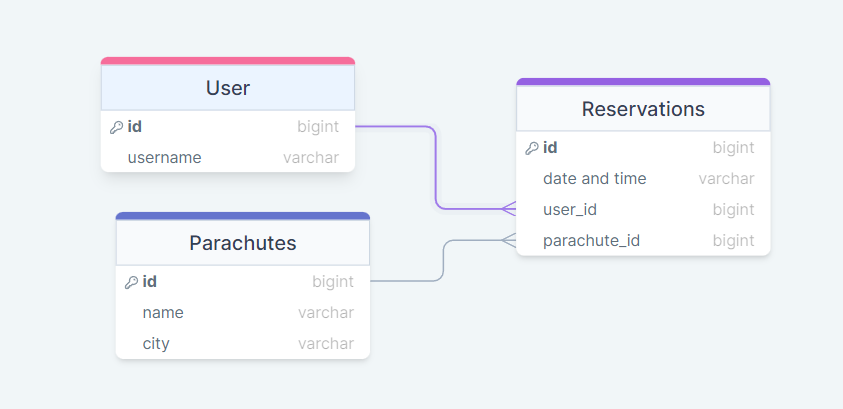 User
id bigint
username varchar
Parachutes
id bigint
name varchar
city varchar
Reservations
id bigint
date and time varchar
user_id bigint
parachute_id bigint